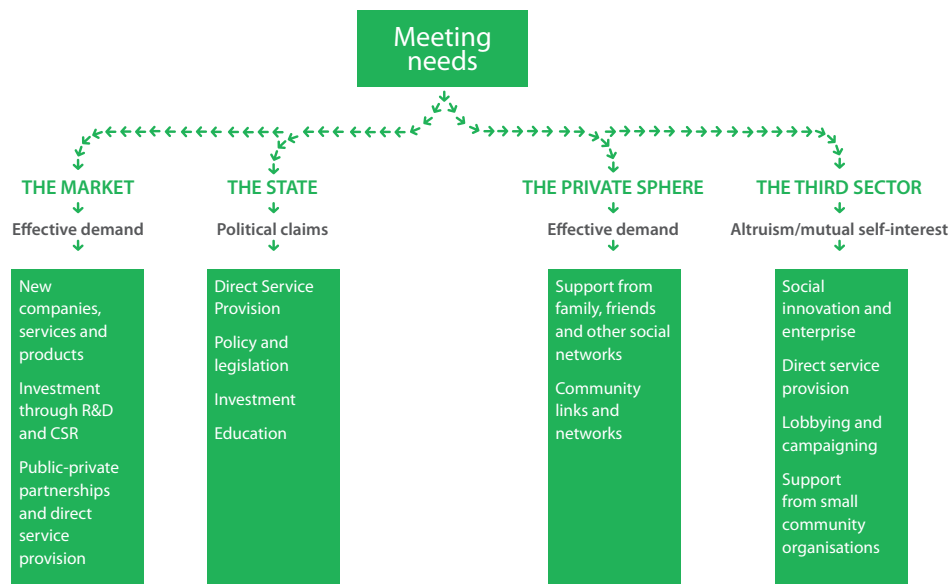 Meeting
needs
THE MARKET
Effective demand
New
companies,
services and
products
Investment
through R&D
and CSR
Public-private
partnerships
and direct
service
provision
THE STATE
Political claims
Direct Service
Provision
Policy and
legislation
Investment
Education
THE PRIVATE SPHERE
Effective demand
Support from
family, friends
and other social
networks
Community
links and
networks
THE THIRD SECTOR
Altruism/mutual self-interest
Social
innovation and
enterprise
Direct service
provision
Lobbying and
campaigning
Support
from small
community
organisations